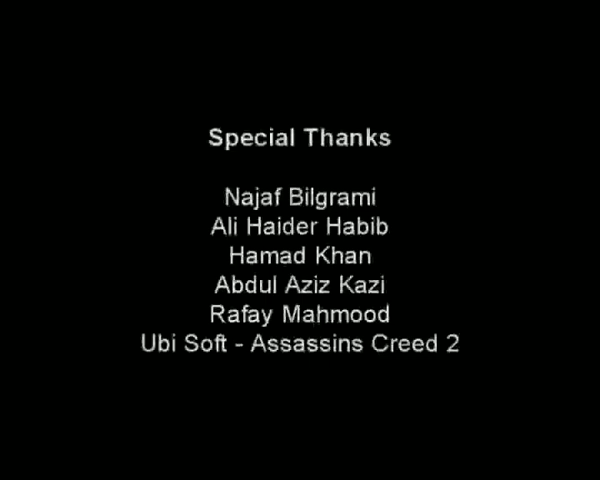 Special Thanks
Najaf Bilgrami
Ali Haider Habib
Hamad Khan
Abdul Aziz Kazi
Rafay Mahmood
Ubi Soft - Assassins Creed 2